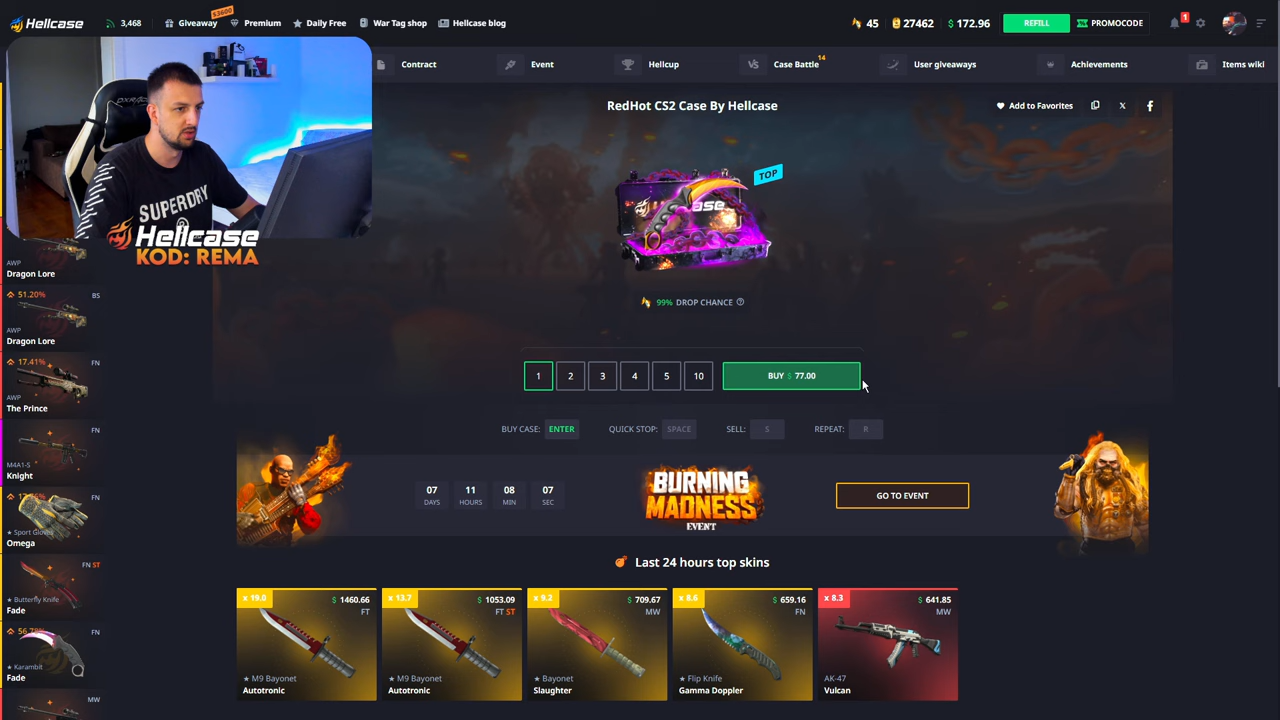 Hellcase
3,468
Giveaway
$3600
Premium
Daily Free
War Tag shop
Hellcase blog
45
27462
$ 172.96
REFILL
PROMOCODE
1
Contract
Event
Hellcup
Case Battle
14
User giveaways
Achievements
Items wiki
RedHot CS2 Case By Hellcase
Add to Favorites
TOP
99% DROP CHANCE
1
2
3
4
5
10
BUY $ 77.00
BUY CASE: ENTER
QUICK STOP: SPACE
SELL: S
REPEAT: R
SUPERDRY
Hellcase
KOD: REMA
AWP
Dragon Lore
51.20%
BS
AWP
Dragon Lore
17.41%
FN
The Prince
FN
M4A1-S
Knight
FN
★ Sport Gloves
Omega
FN ST
★ Butterfly Knife
Fade
56.78%
FN
★ Karambit
Fade
MW
07
11
08
07
DAYS
HOURS
MIN
SEC
BURNING
MADNESS
EVENT
GO TO EVENT
Last 24 hours top skins
x 19.0
$ 1460.66
FT
★ M9 Bayonet
Autotronic
x 13.7
$ 1053.09
FT ST
★ M9 Bayonet
Autotronic
x 9.2
$ 709.67
MW
★ Bayonet
Slaughter
x 8.6
$ 659.16
FN
★ Flip Knife
Gamma Doppler
x 8.3
$ 641.85
MW
AK-47
Vulcan